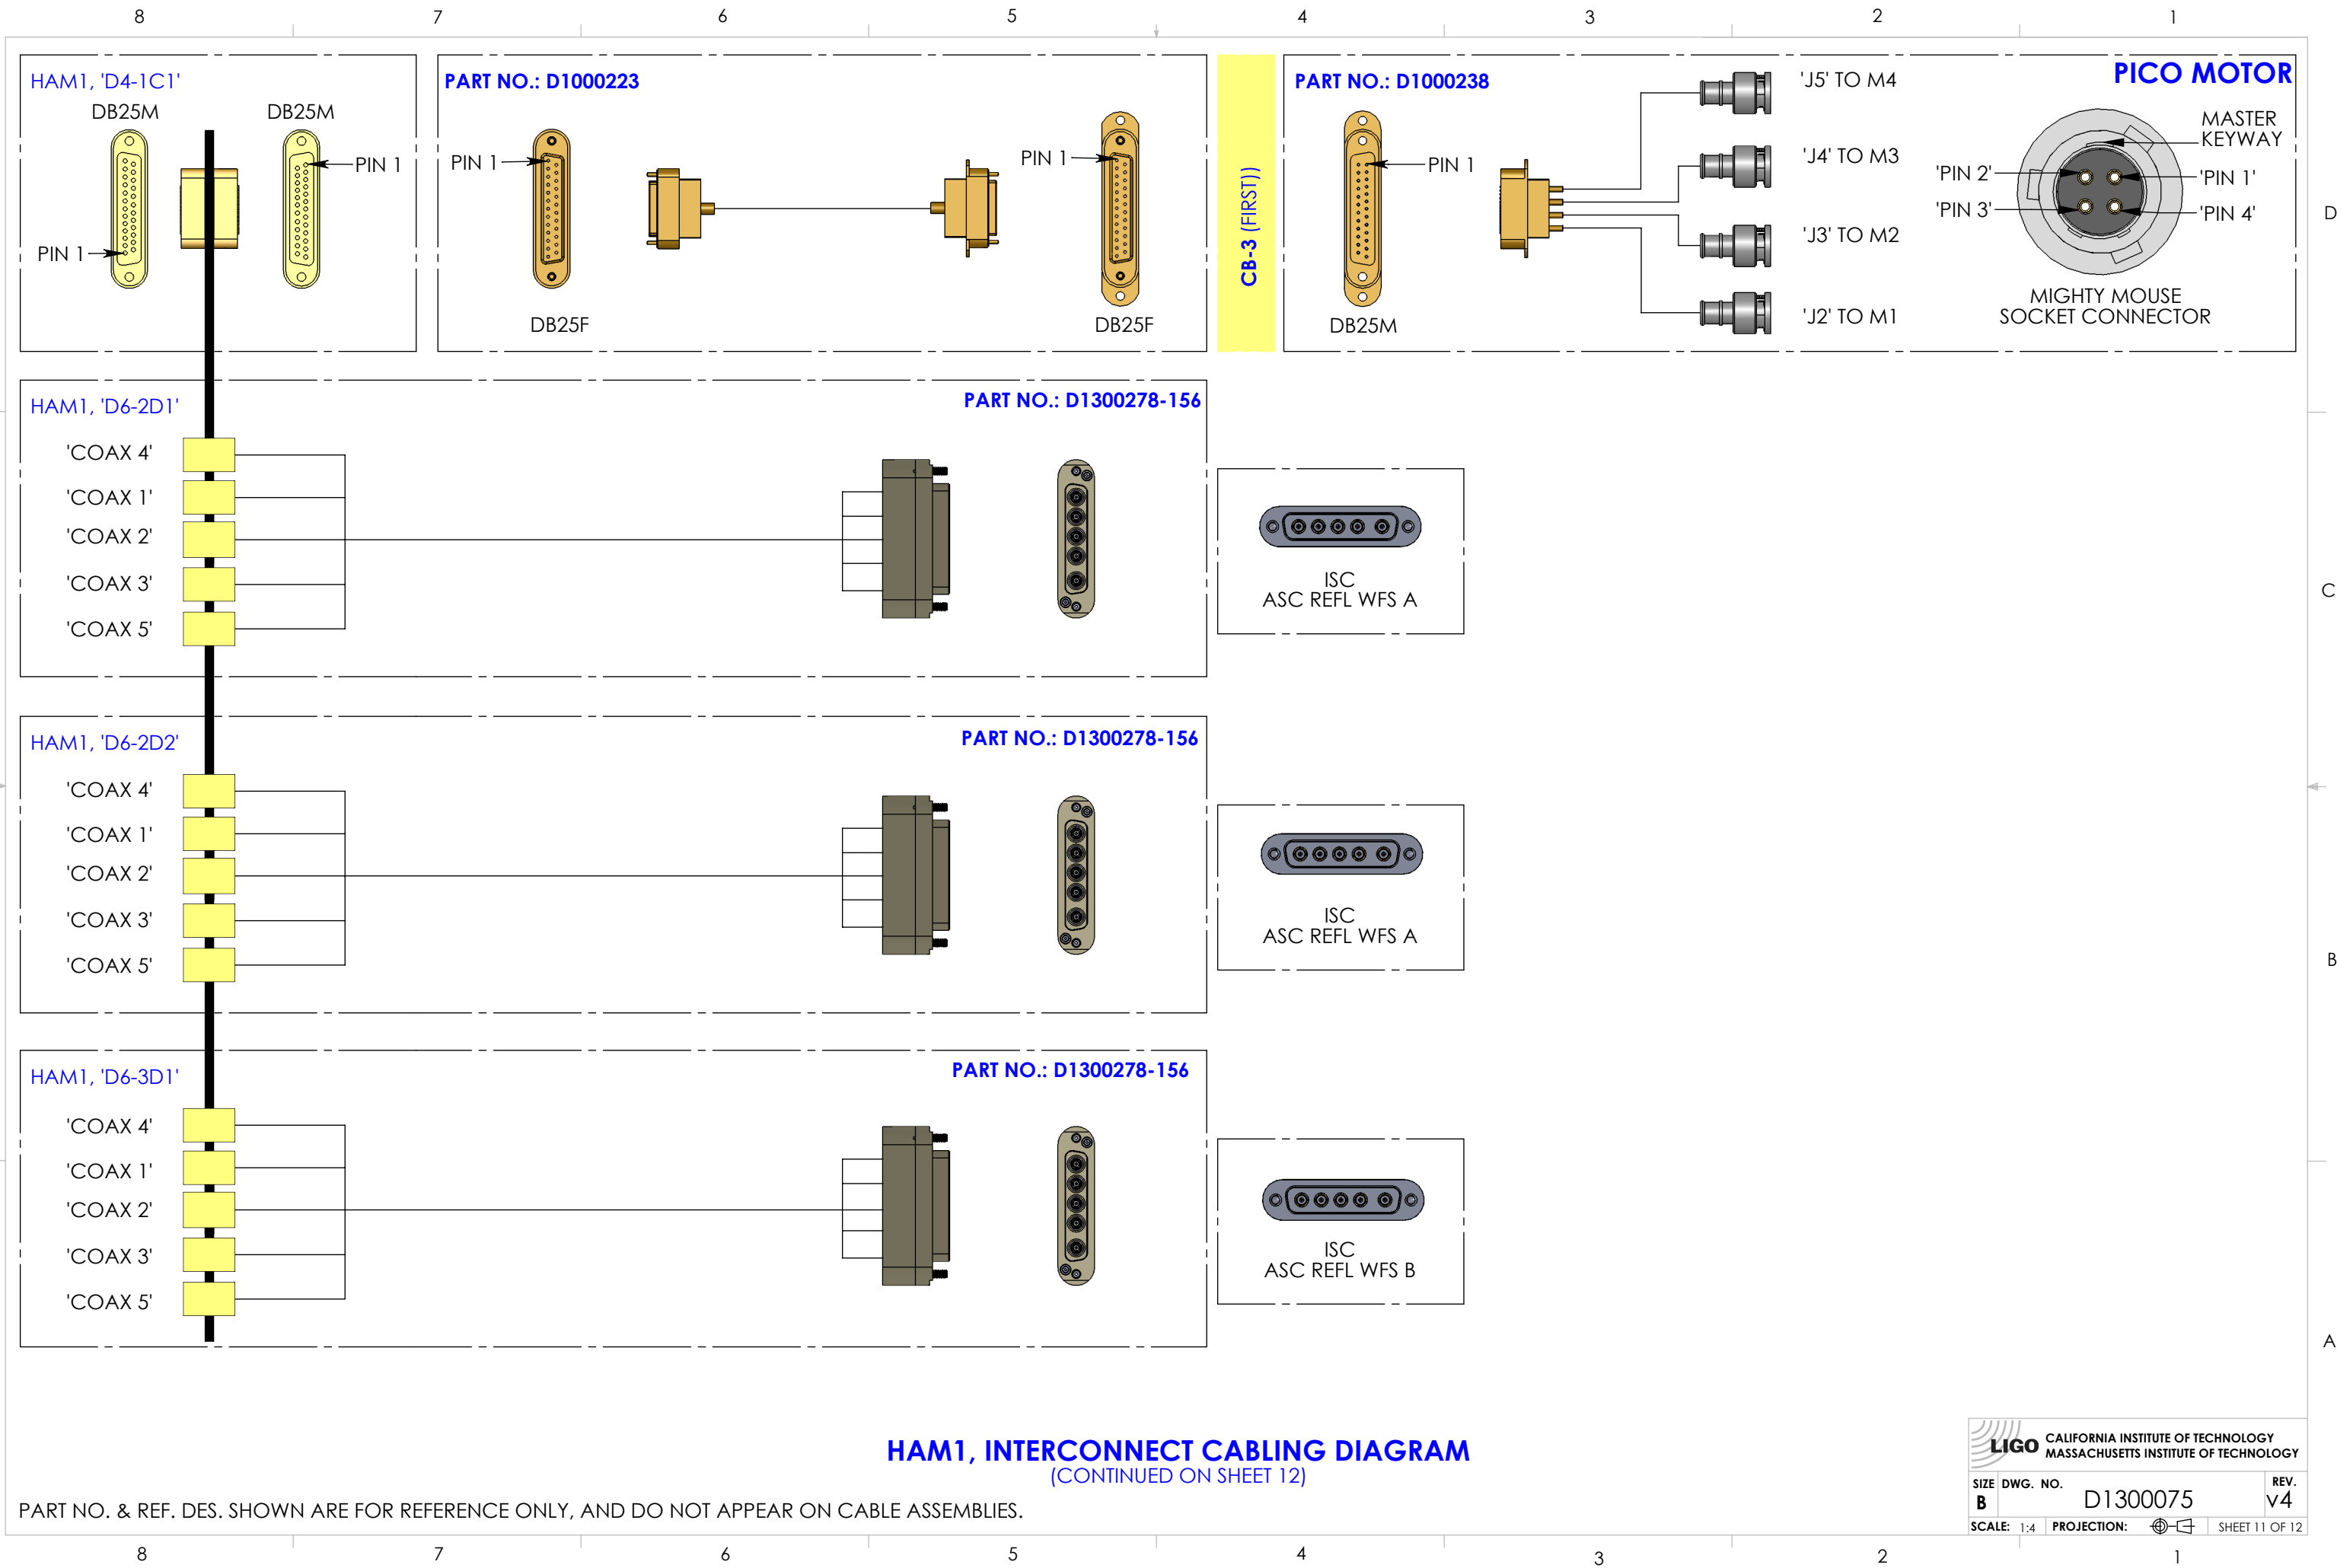 8 7 6 5 4 3 2 1
HAM1, 'D4-1C1'
DB25M
DB25M
PIN 1
PIN 1
PART NO.: D1000223
PIN 1
PIN 1
DB25F
DB25F
CB-3 (FIRST))
PART NO.: D1000238
PIN 1
DB25M
'J5' TO M4
'J4' TO M3
'J3' TO M2
'J2' TO M1
PICO MOTOR
MASTER
KEYWAY
'PIN 2'
'PIN 1'
'PIN 3'
'PIN 4'
MIGHTY MOUSE
SOCKET CONNECTOR
D
HAM1, 'D6-2D1'
PART NO.: D1300278-156
'COAX 4'
'COAX 1'
'COAX 2'
'COAX 3'
'COAX 5'
ISC
ASC REFL WFS A
C
HAM1, 'D6-2D2'
PART NO.: D1300278-156
'COAX 4'
'COAX 1'
'COAX 2'
'COAX 3'
'COAX 5'
ISC
ASC REFL WFS A
B
HAM1, 'D6-3D1'
PART NO.: D1300278-156
'COAX 4'
'COAX 1'
'COAX 2'
'COAX 3'
'COAX 5'
ISC
ASC REFL WFS B
A
HAM1, INTERCONNECT CABLING DIAGRAM
(CONTINUED ON SHEET 12)
PART NO. & REF. DES. SHOWN ARE FOR REFERENCE ONLY, AND DO NOT APPEAR ON CABLE ASSEMBLIES.
LIGO
CALIFORNIA INSTITUTE OF TECHNOLOGY
MASSACHUSETTS INSTITUTE OF TECHNOLOGY
SIZE DWG. NO. REV.
B D1300075 v4
SCALE: 1:4 PROJECTION: SHEET 11 OF 12
8 7 6 5 4 3 2 1